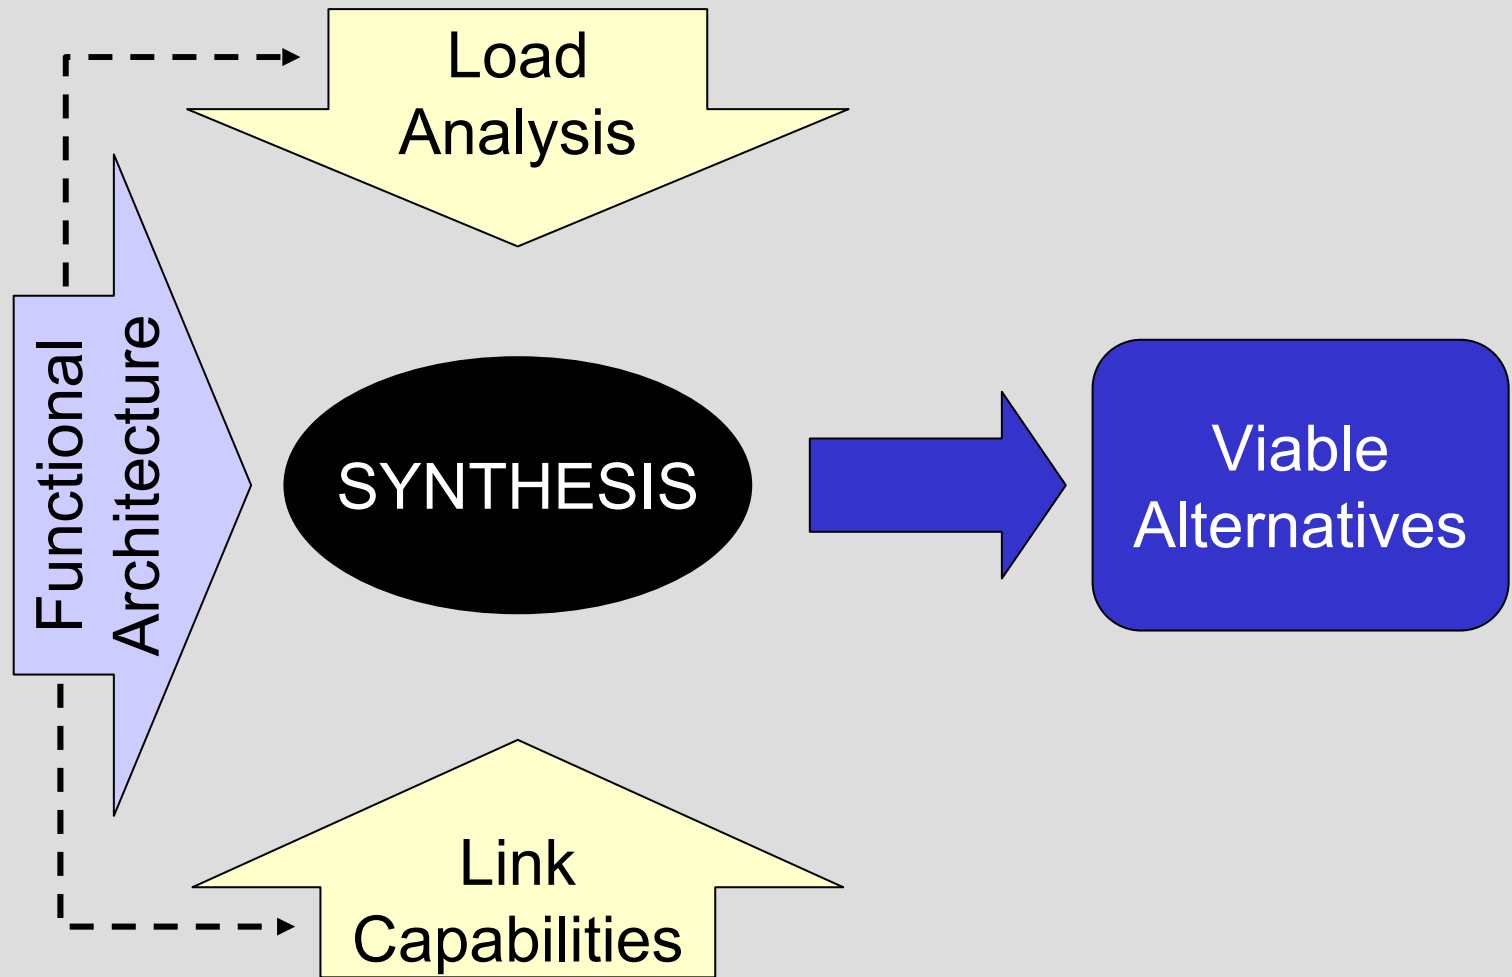 Load
Analysis
Functional
Architecture
SYNTHESIS
Viable
Alternatives
Link
Capabilities